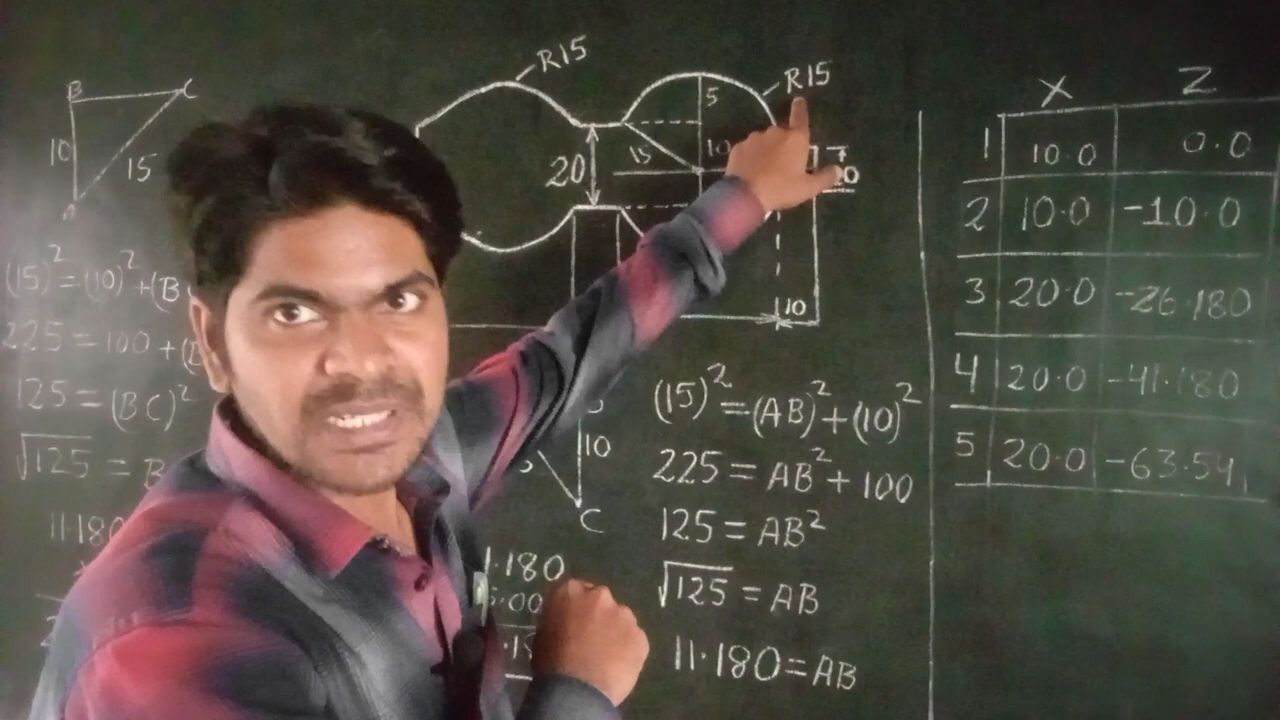 B C
10
15
A
(15)²=(10)²+(B
225=100+(
125=(BC)²
√125=B
11.180
R15
R15
5
15
10
20
10
10
C
1.180
(15)²=(AB)²+(10)²
225=AB²+100
125=AB²
√125=AB
11.180=AB
X Z
1 10.0 0.0
2 10.0 -10.0
3 20.0 -26.180
4 20.0 -41.180
5 20.0 -63.541